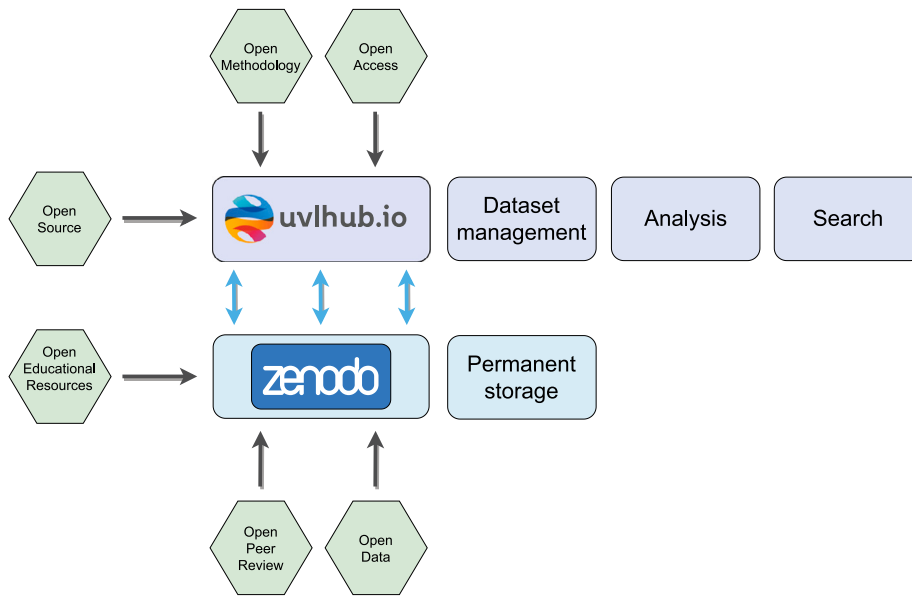 Open
Methodology
Open
Access
Open
Source
uvlhub.io
Dataset
management
Analysis
Search
Open
Educational
Resources
zenodo
Permanent
storage
Open
Peer
Review
Open
Data